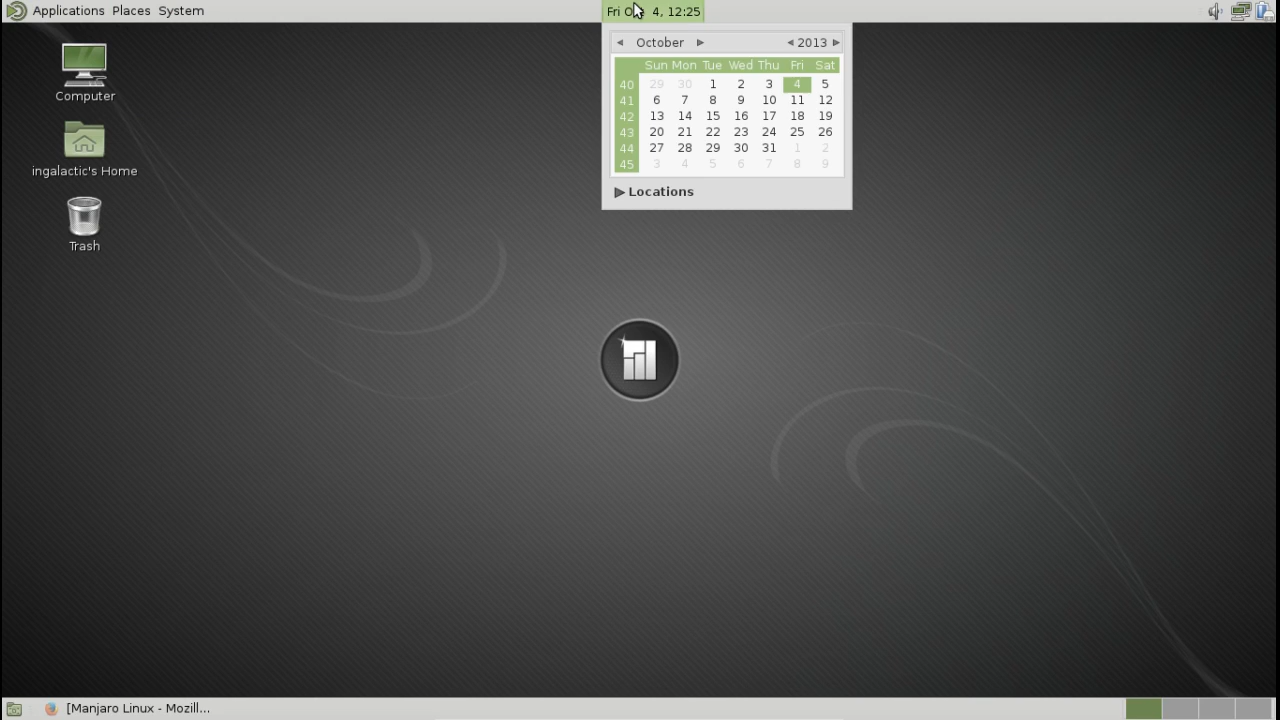 Applications Places System
Fri O 4, 12:25
October 2013
Sun Mon Tue Wed Thu Fri Sat
40 29 30 1 2 3 4 5
41 6 7 8 9 10 11 12
42 13 14 15 16 17 18 19
43 20 21 22 23 24 25 26
44 27 28 29 30 31 1 2
45 3 4 5 6 7 8 9
Locations
Computer
ingalactic's Home
Trash
[Manjaro Linux - Mozill...